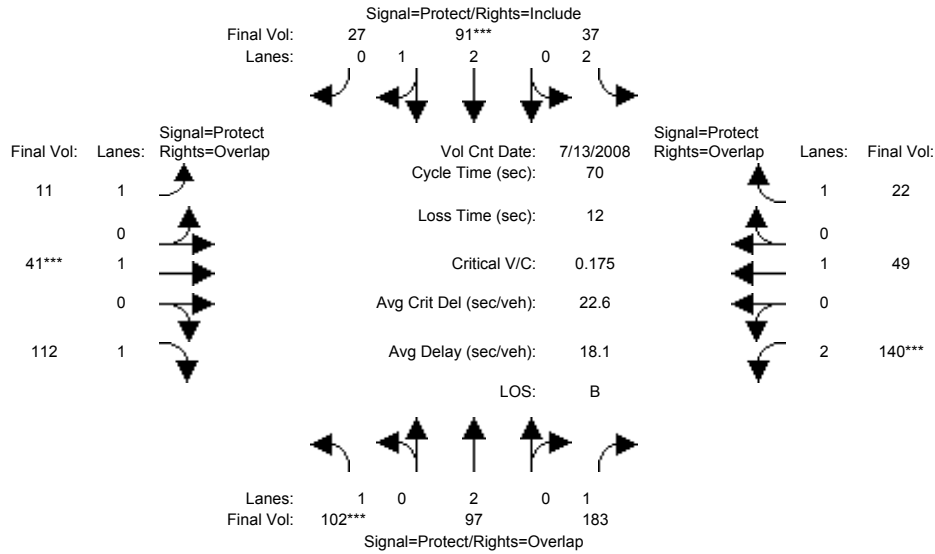 Signal=Protect/Rights=Include
Final Vol: 27 91*** 37
Lanes: 0 1 2 0 2
Signal=Protect Signal=Protect
Final Vol: Lanes: Rights=Overlap Vol Cnt Date: 7/13/2008 Rights=Overlap Lanes: Final Vol:
Cycle Time (sec): 70
11 1 1 22
Loss Time (sec): 12
0 0
41*** 1 Critical V/C: 0.175 1 49
0 Avg Crit Del (sec/veh): 22.6 0
112 1 Avg Delay (sec/veh): 18.1 2 140***
LOS: B
Lanes: 1 0 2 0 1
Final Vol: 102*** 97 183
Signal=Protect/Rights=Overlap